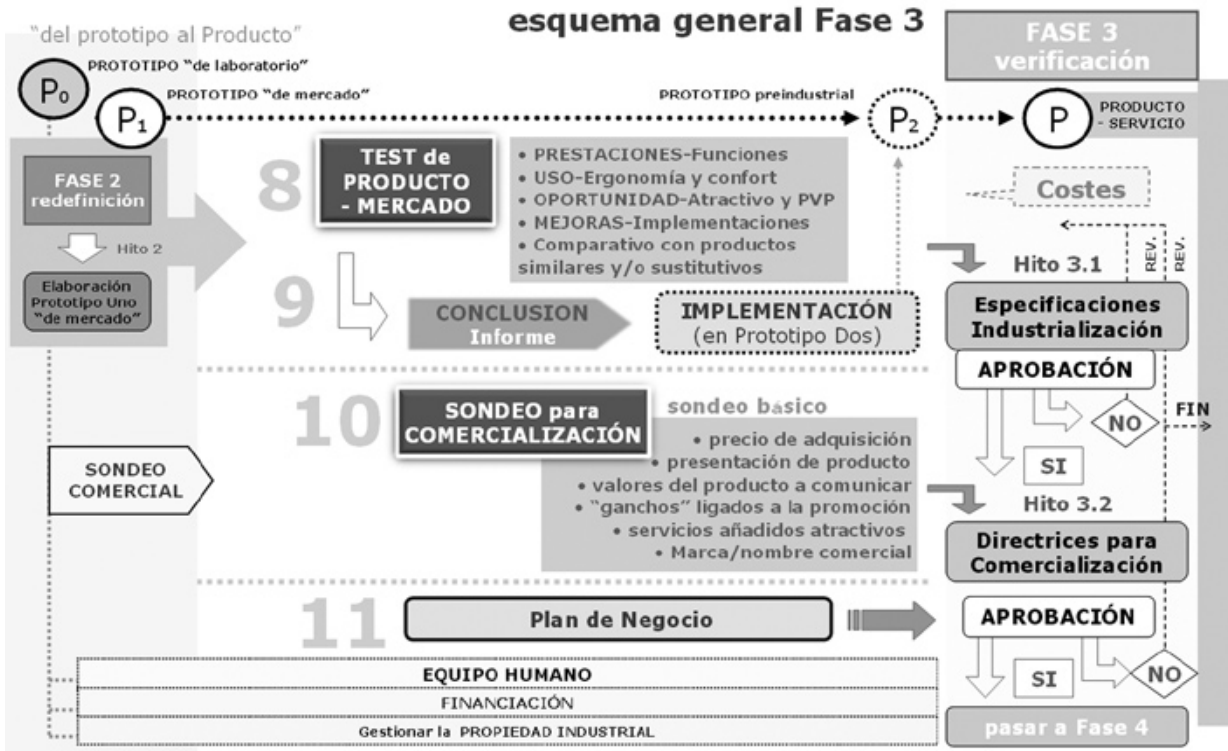 esquema general Fase 3
"del prototipo al Producto"
FASE 3
verificación
P0
PROTOTIPO "de laboratorio"
P1
PROTOTIPO "de mercado"
PROTOTIPO preindustrial
P2
P
PRODUCTO
- SERVICIO
FASE 2
redefinición
Hito 2
Elaboración
Prototipo Uno
"de mercado"
8
TEST de
PRODUCTO
- MERCADO
• PRESTACIONES-Funciones
• USO-Ergonomía y confort
• OPORTUNIDAD-Atractivo y PVP
• MEJORAS-Implementaciones
• Comparativo con productos
similares y/o sustitutivos
Costes
REV.
REV.
9
CONCLUSION
Informe
IMPLEMENTACIÓN
(en Prototipo Dos)
Hito 3.1
Especificaciones
Industrialización
APROBACIÓN
NO
FIN
SI
10
SONDEO para
COMERCIALIZACIÓN
sondeo básico
• precio de adquisición
• presentación de producto
• valores del producto a comunicar
• "ganchos" ligados a la promoción
• servicios añadidos atractivos
• Marca/nombre comercial
SONDEO
COMERCIAL
Hito 3.2
Directrices para
Comercialización
11
Plan de Negocio
APROBACIÓN
SI
NO
EQUIPO HUMANO
FINANCIACIÓN
Gestionar la PROPIEDAD INDUSTRIAL
pasar a Fase 4